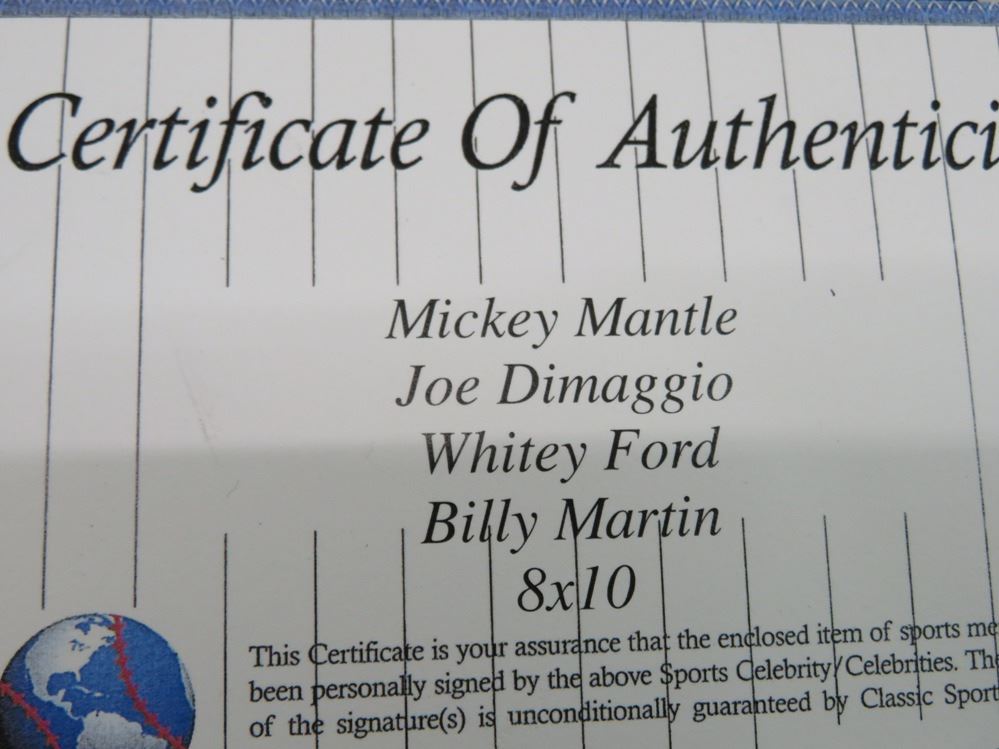 Certificate Of Authentici
Mickey Mantle
Joe Dimaggio
Whitey Ford
Billy Martin
8x10
This Certificate is your assurance that the enclosed item of sports me
been personally signed by the above Sports Celebrity/Celebrities. Th
of the signature(s) is unconditionally guaranteed by Classic Sport